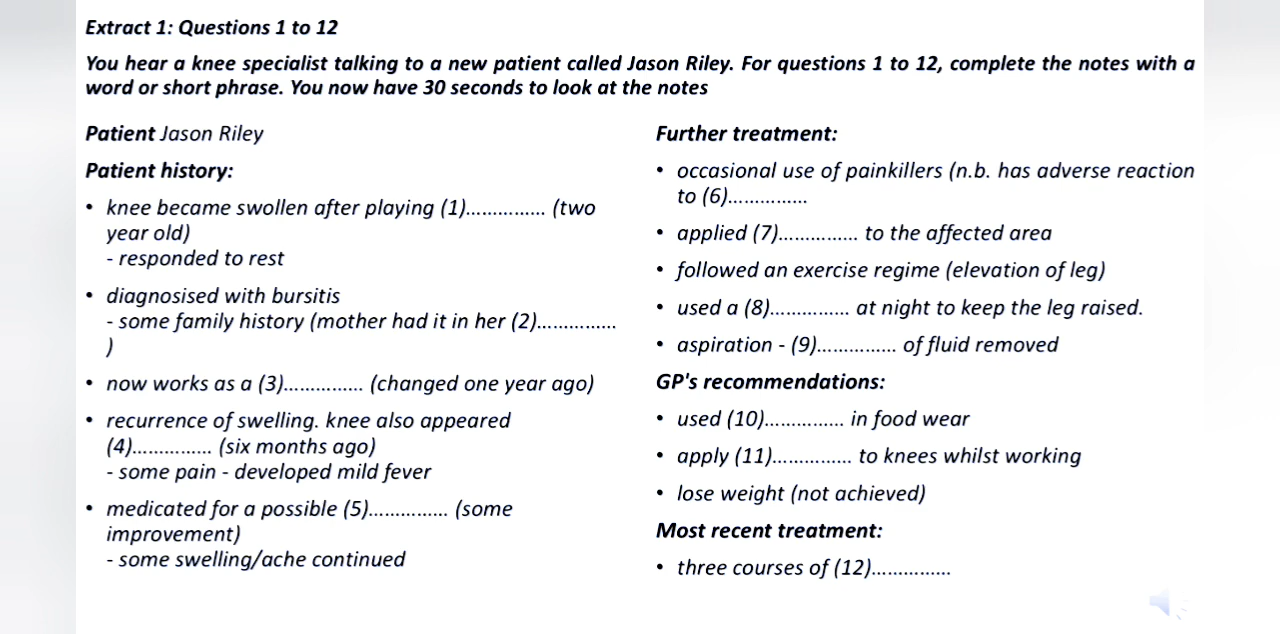 Extract 1: Questions 1 to 12
You hear a knee specialist talking to a new patient called Jason Riley. For questions 1 to 12, complete the notes with a
word or short phrase. You now have 30 seconds to look at the notes
Patient Jason Riley
Patient history:
• knee became swollen after playing (1)............... (two
year old)
- responded to rest
• diagnosised with bursitis
- some family history (mother had it in her (2)...............
)
• now works as a (3)............... (changed one year ago)
• recurrence of swelling. knee also appeared
(4)............... (six months ago)
- some pain - developed mild fever
• medicated for a possible (5)............... (some
improvement)
- some swelling/ache continued
Further treatment:
• occasional use of painkillers (n.b. has adverse reaction
to (6)...............
• applied (7)............... to the affected area
• followed an exercise regime (elevation of leg)
• used a (8)............... at night to keep the leg raised.
• aspiration - (9)............... of fluid removed
GP's recommendations:
• used (10)............... in food wear
• apply (11)............... to knees whilst working
• lose weight (not achieved)
Most recent treatment:
• three courses of (12)...............